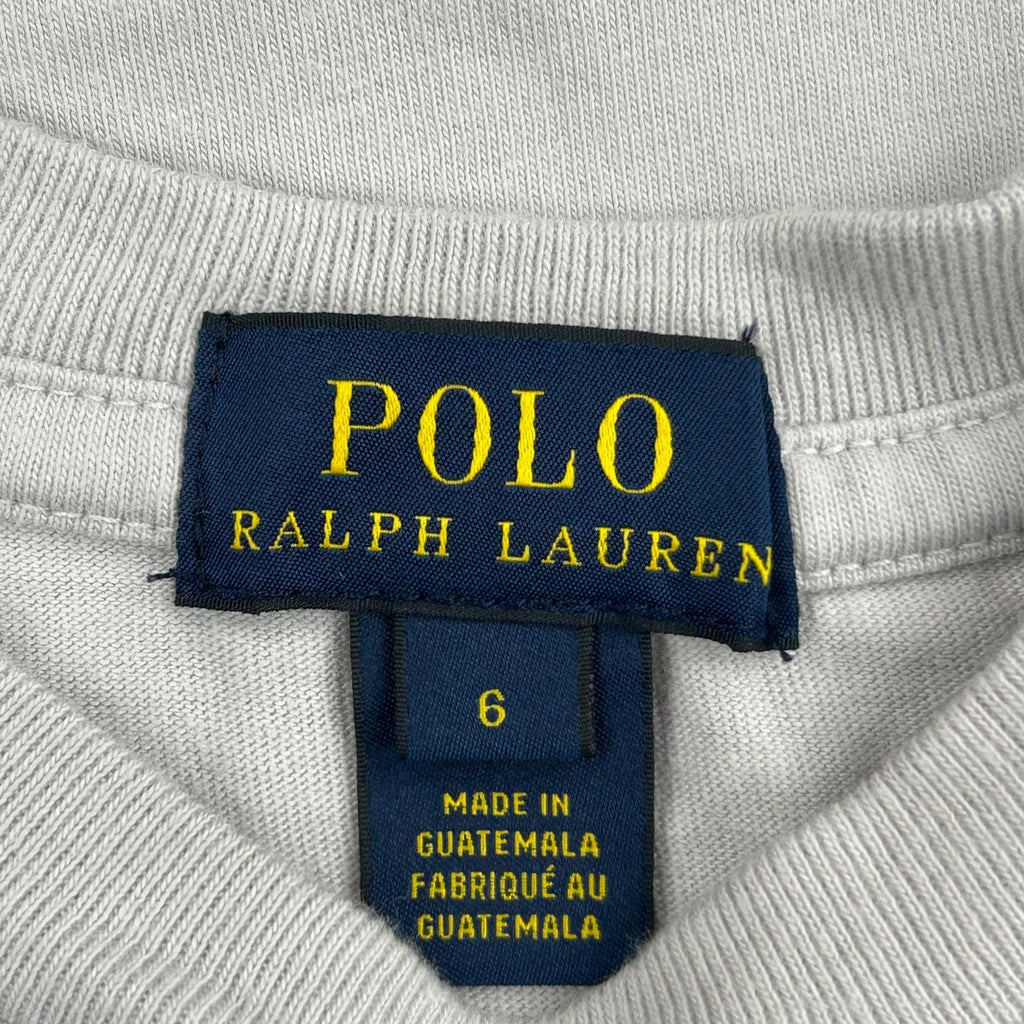 POLO
RALPH LAUREN
6
MADE IN
GUATEMALA
FABRIQUÉ AU
GUATEMALA